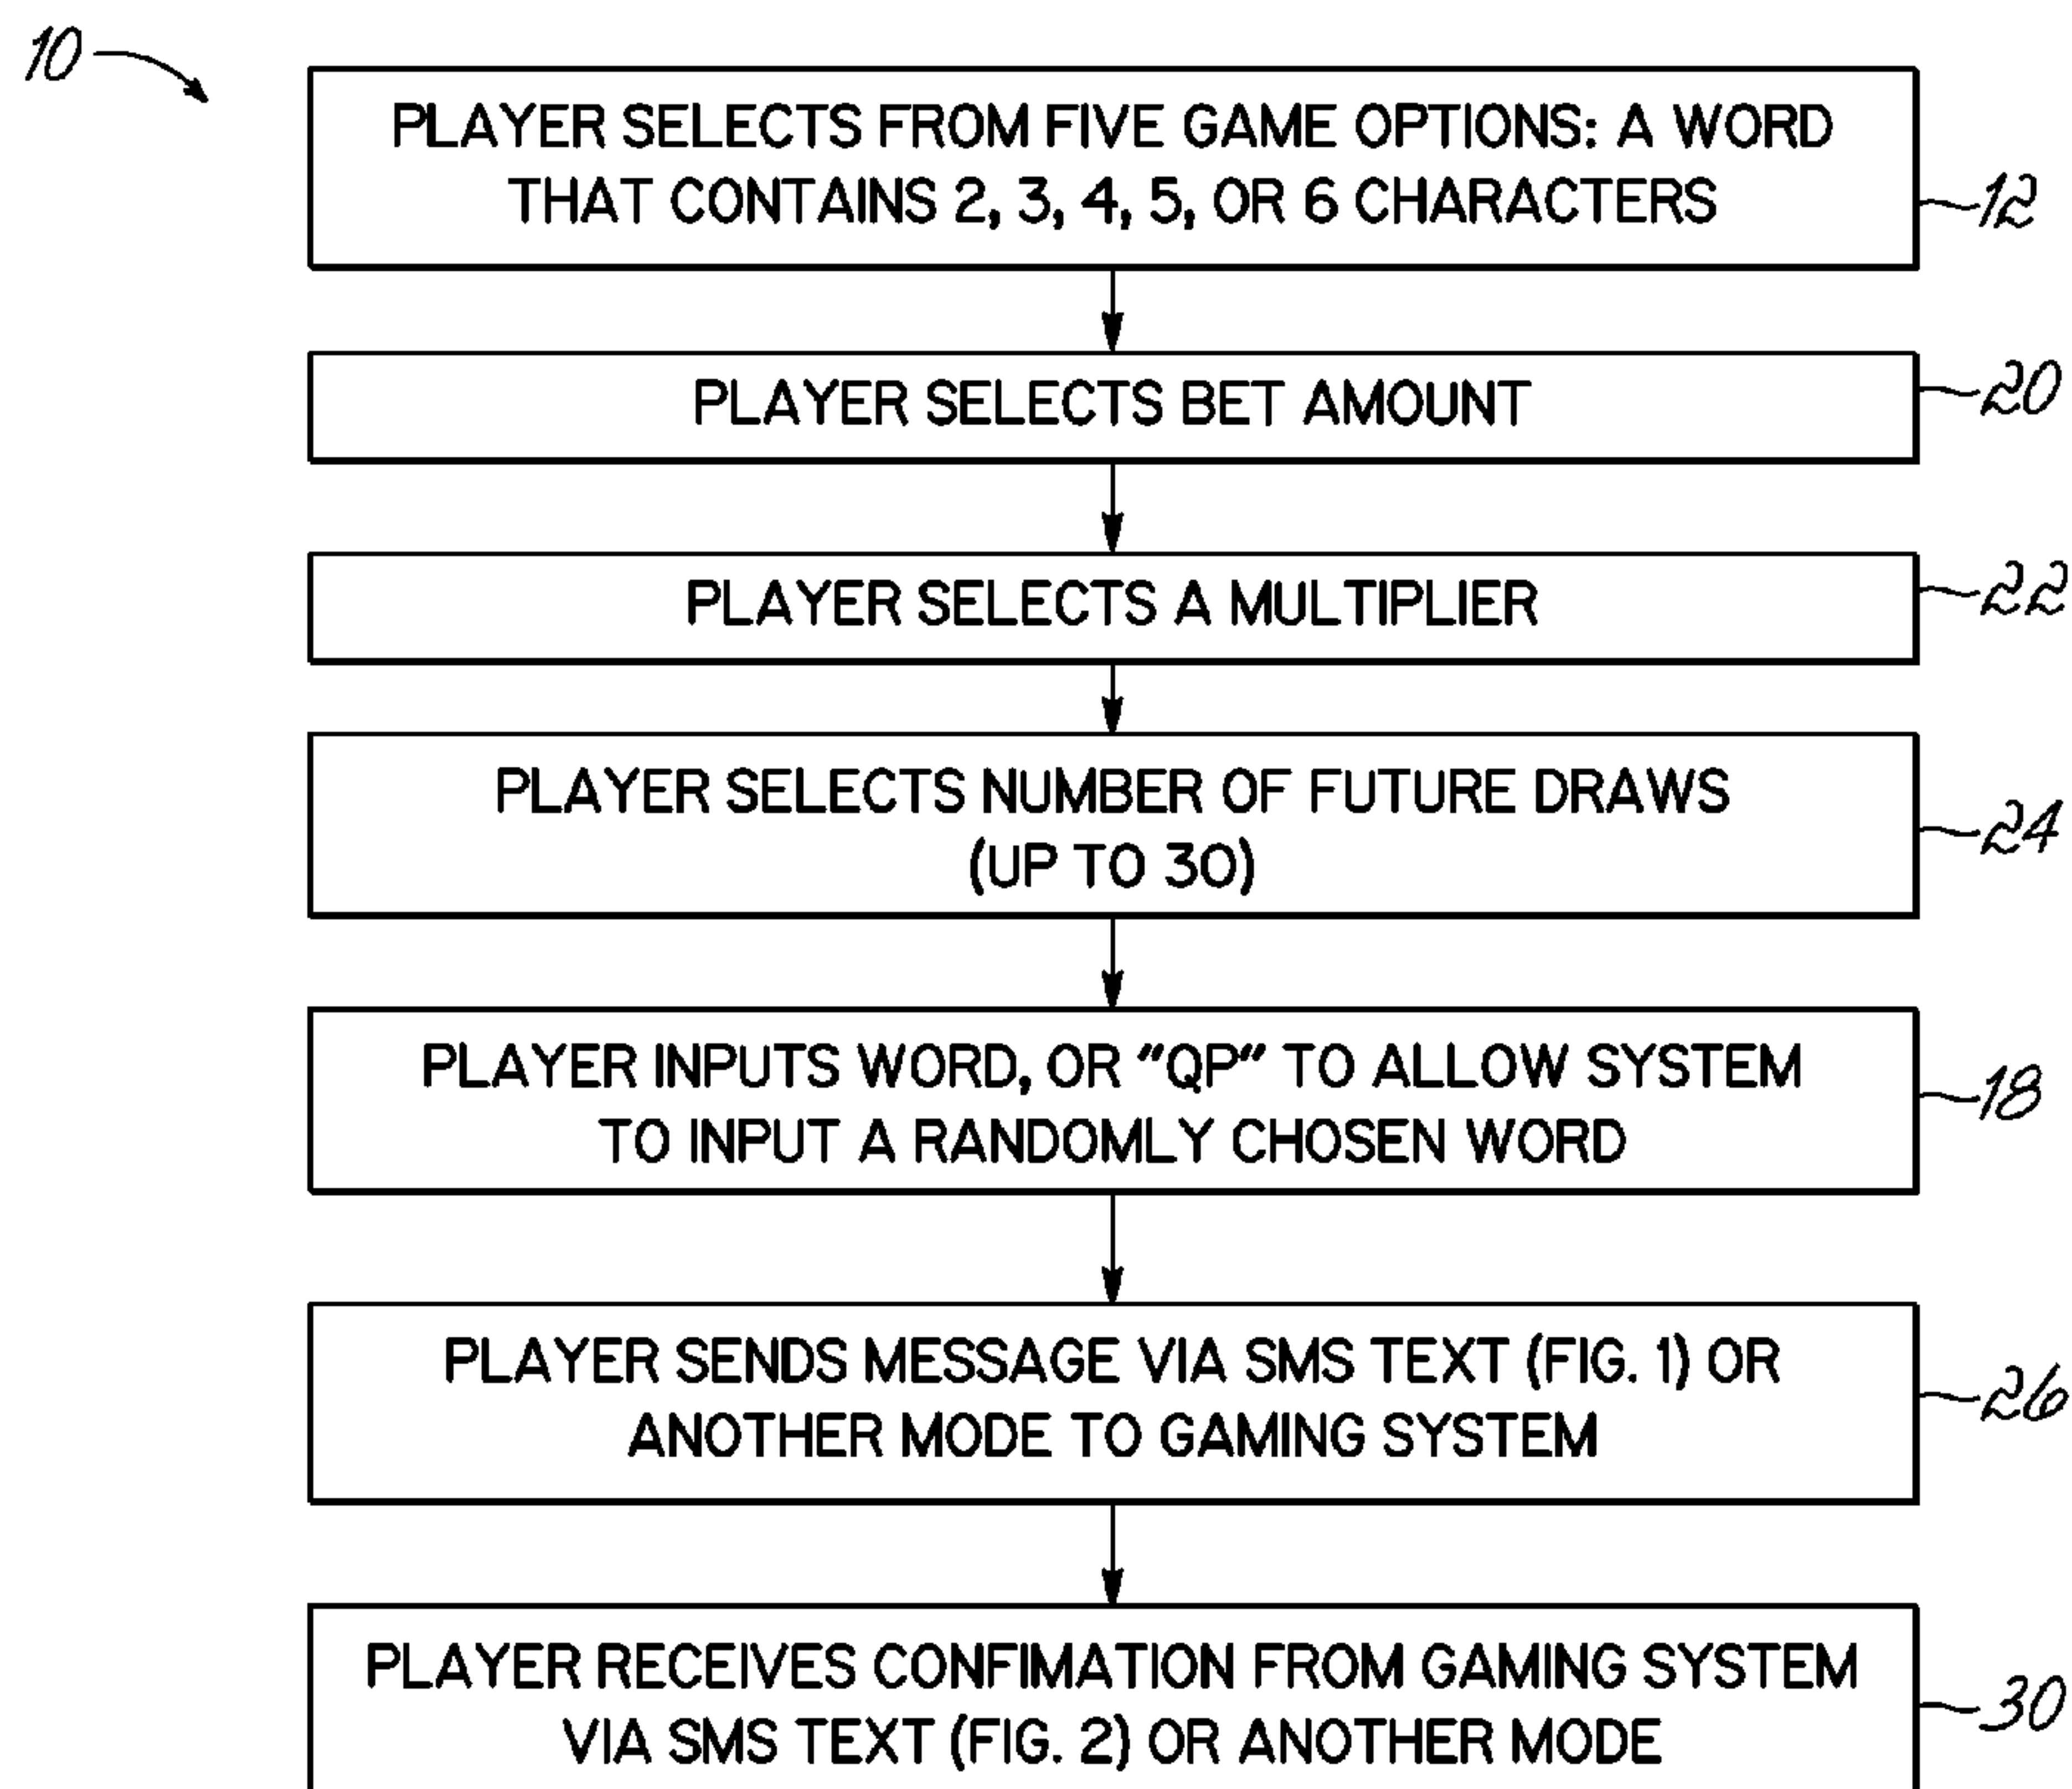 10
PLAYER SELECTS FROM FIVE GAME OPTIONS: A WORD
THAT CONTAINS 2, 3, 4, 5, OR 6 CHARACTERS
12
PLAYER SELECTS BET AMOUNT
20
PLAYER SELECTS A MULTIPLIER
22
PLAYER SELECTS NUMBER OF FUTURE DRAWS
(UP TO 30)
24
PLAYER INPUTS WORD, OR "QP" TO ALLOW SYSTEM
TO INPUT A RANDOMLY CHOSEN WORD
18
PLAYER SENDS MESSAGE VIA SMS TEXT (FIG. 1) OR
ANOTHER MODE TO GAMING SYSTEM
26
PLAYER RECEIVES CONFIMATION FROM GAMING SYSTEM
VIA SMS TEXT (FIG. 2) OR ANOTHER MODE
30